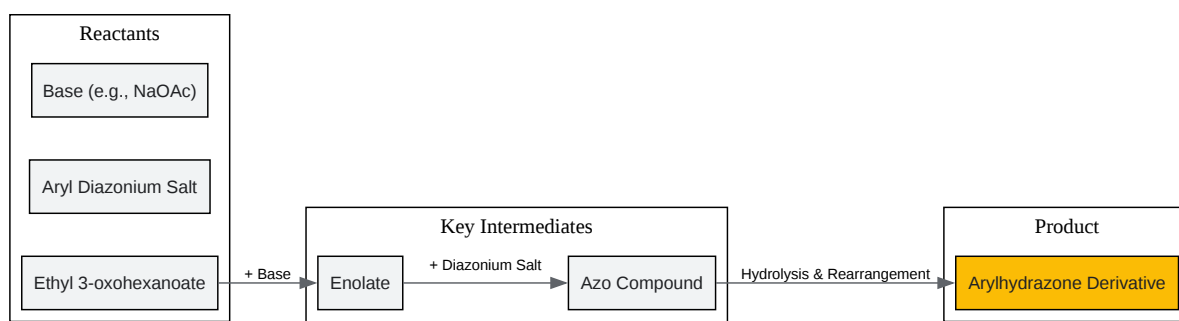 Reactants
Base (e.g., NaOAc)
Aryl Diazonium Salt
Ethyl 3-oxohexanoate
+ Base
Key Intermediates
Enolate
+ Diazonium Salt
Azo Compound
Hydrolysis & Rearrangement
Product
Arylhydrazone Derivative